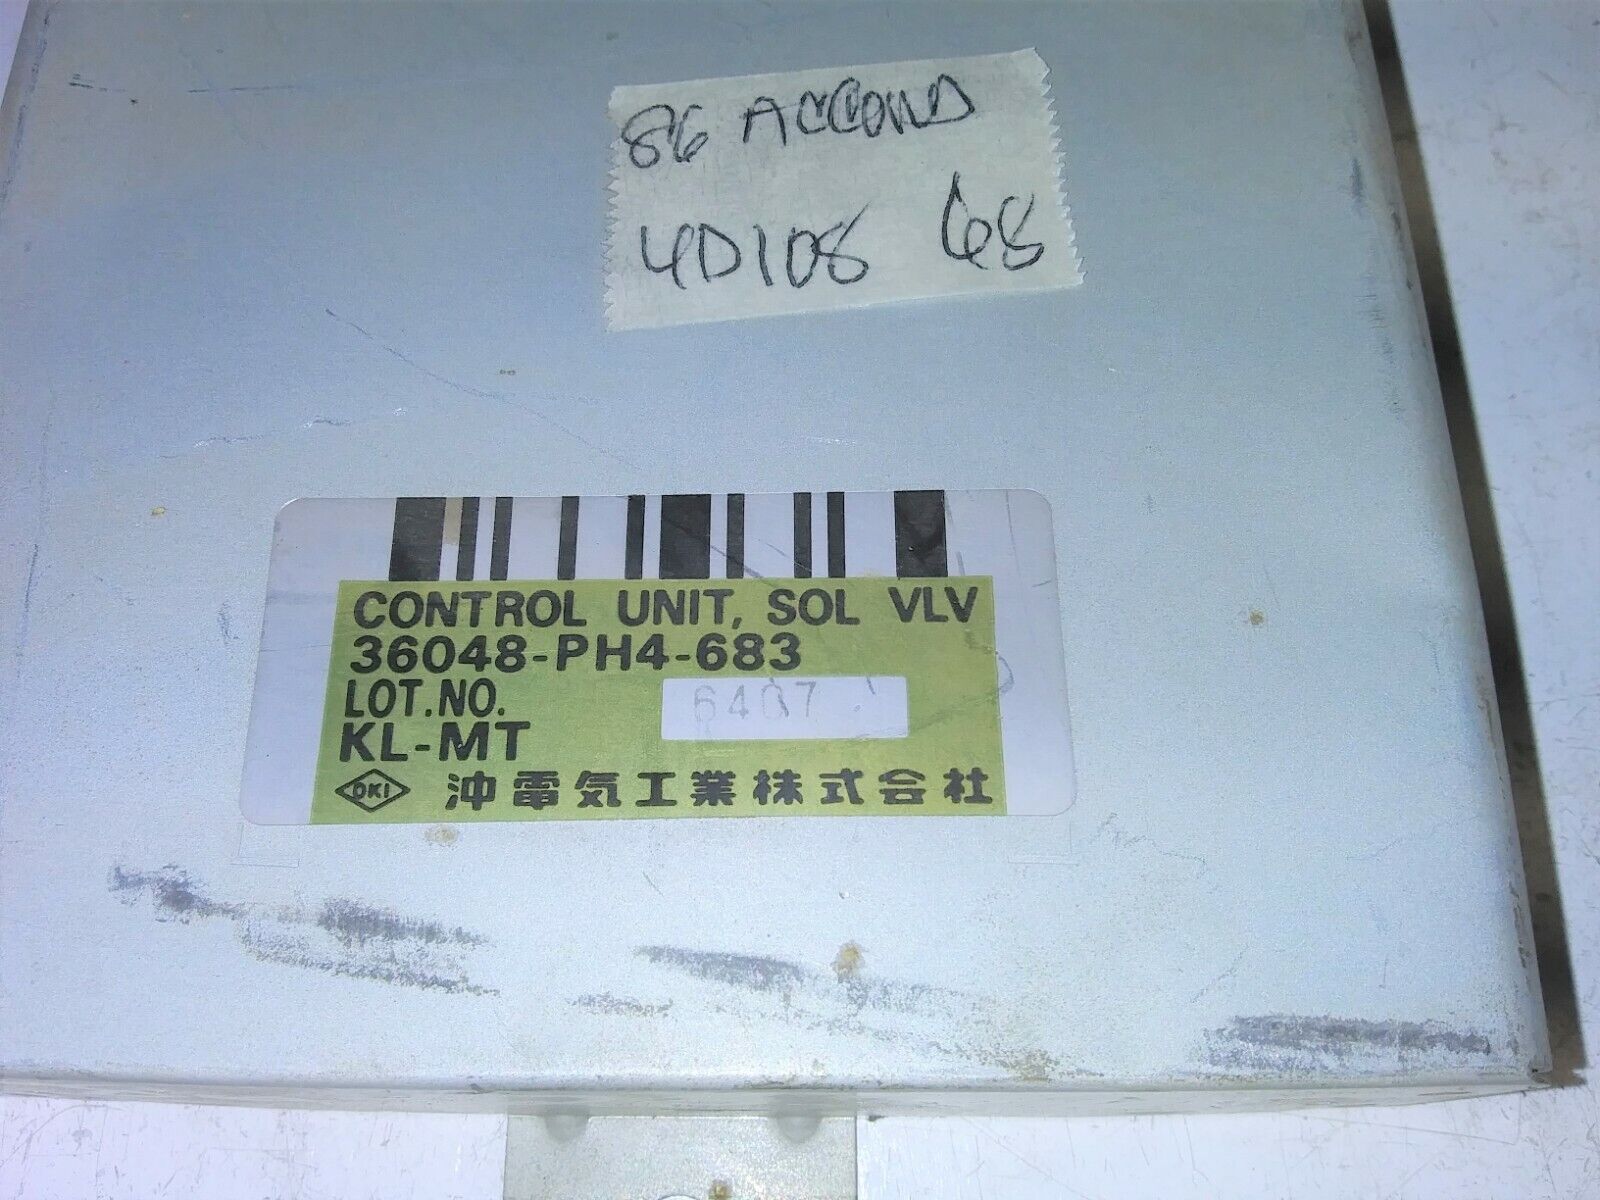 86 ACCORD
4D108 68
CONTROL UNIT, SOL VLV
36048-PH4-683
LOT.NO. 6407
KL-MT
OKI 沖電気工業株式会社